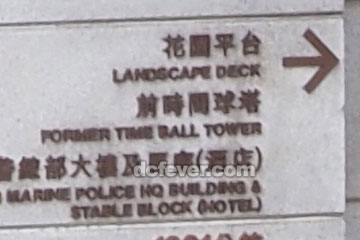 花園平台
LANDSCAPE DECK
前時間球塔
FORMER TIME BALL TOWER
警總部大樓及馬廄(酒店)
dcfever.com
MARINE POLICE HQ BUILDING &
STABLE BLOCK (HOTEL)